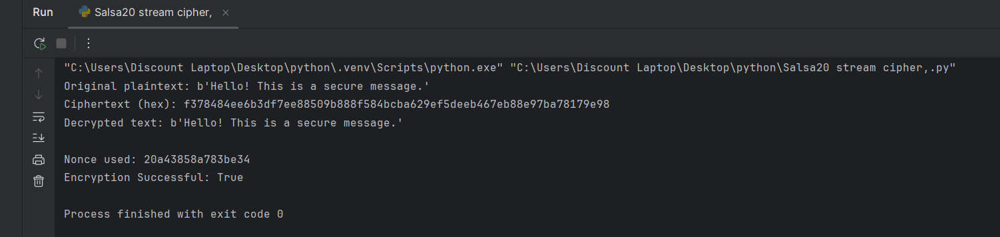 Run Salsa20 stream cipher,
"C:\Users\Discount Laptop\Desktop\python\.venv\Scripts\python.exe" "C:\Users\Discount Laptop\Desktop\python\Salsa20 stream cipher,.py"
Original plaintext: b'Hello! This is a secure message.'
Ciphertext (hex): f378484ee6b3df7ee88509b888f584bcba629ef5deeb467eb88e97ba78179e98
Decrypted text: b'Hello! This is a secure message.'
Nonce used: 20a43858a783be34
Encryption Successful: True
Process finished with exit code 0